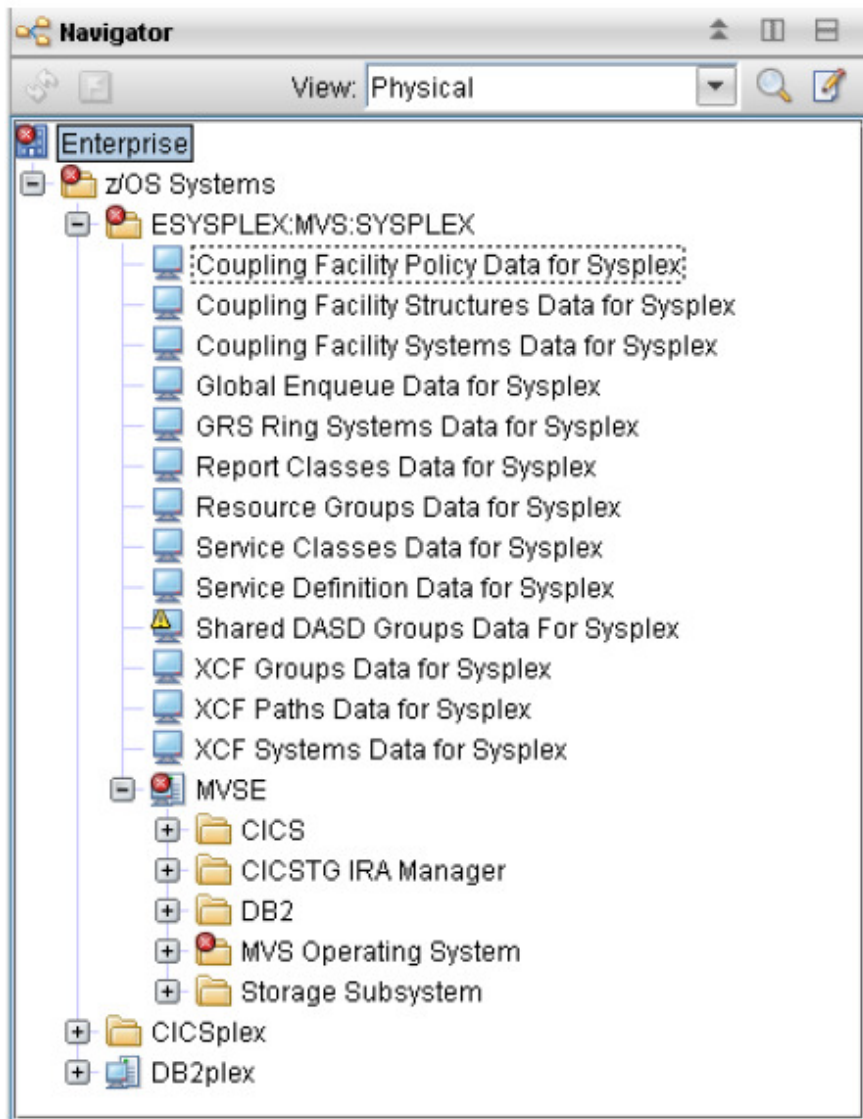 Navigator
View: Physical
Enterprise
z/OS Systems
ESYSPLEX:MVS:SYSPLEX
Coupling Facility Policy Data for Sysplex
Coupling Facility Structures Data for Sysplex
Coupling Facility Systems Data for Sysplex
Global Enqueue Data for Sysplex
GRS Ring Systems Data for Sysplex
Report Classes Data for Sysplex
Resource Groups Data for Sysplex
Service Classes Data for Sysplex
Service Definition Data for Sysplex
Shared DASD Groups Data For Sysplex
XCF Groups Data for Sysplex
XCF Paths Data for Sysplex
XCF Systems Data for Sysplex
MVSE
CICS
CICSTG IRA Manager
DB2
MVS Operating System
Storage Subsystem
CICSplex
DB2plex